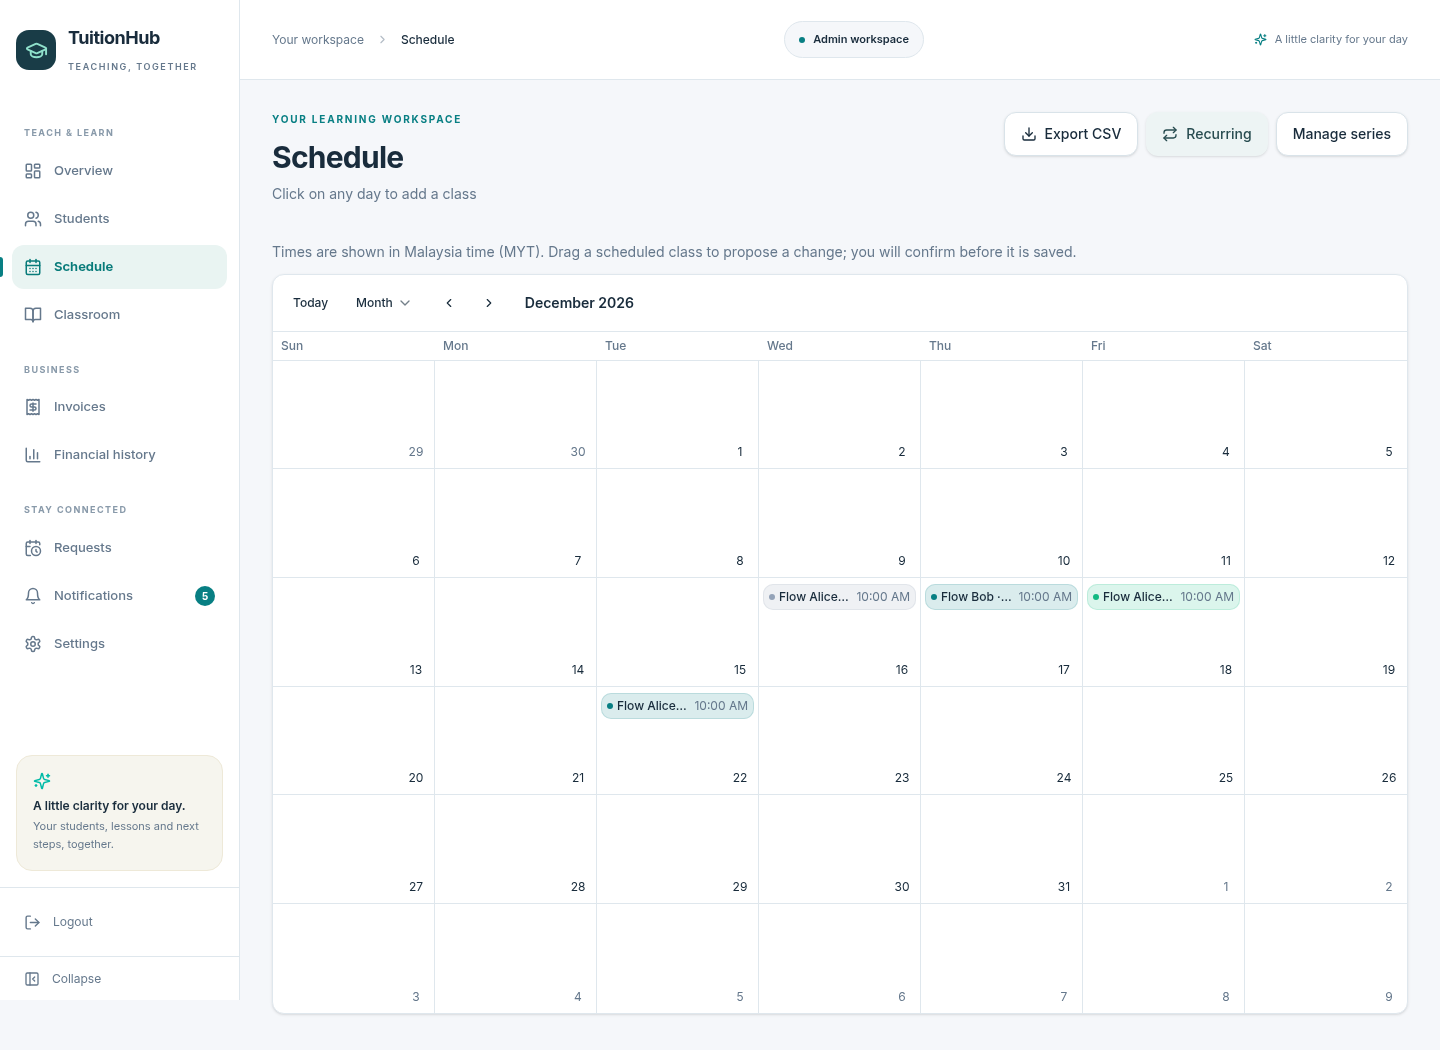 TuitionHub
TEACHING, TOGETHER
TEACH & LEARN
Overview
Students
Schedule
Classroom
BUSINESS
Invoices
Financial history
STAY CONNECTED
Requests
Notifications 5
Settings
A little clarity for your day.
Your students, lessons and next
steps, together.
Logout
Collapse
Your workspace Schedule
Admin workspace
A little clarity for your day
YOUR LEARNING WORKSPACE
Schedule
Click on any day to add a class
Export CSV
Recurring
Manage series
Times are shown in Malaysia time (MYT). Drag a scheduled class to propose a change; you will confirm before it is saved.
Today Month December 2026
Sun Mon Tue Wed Thu Fri Sat
29 30 1 2 3 4 5
6 7 8 9 10 11 12
Flow Alice... 10:00 AM Flow Bob ·... 10:00 AM Flow Alice... 10:00 AM
13 14 15 16 17 18 19
Flow Alice... 10:00 AM
20 21 22 23 24 25 26
27 28 29 30 31 1 2
3 4 5 6 7 8 9